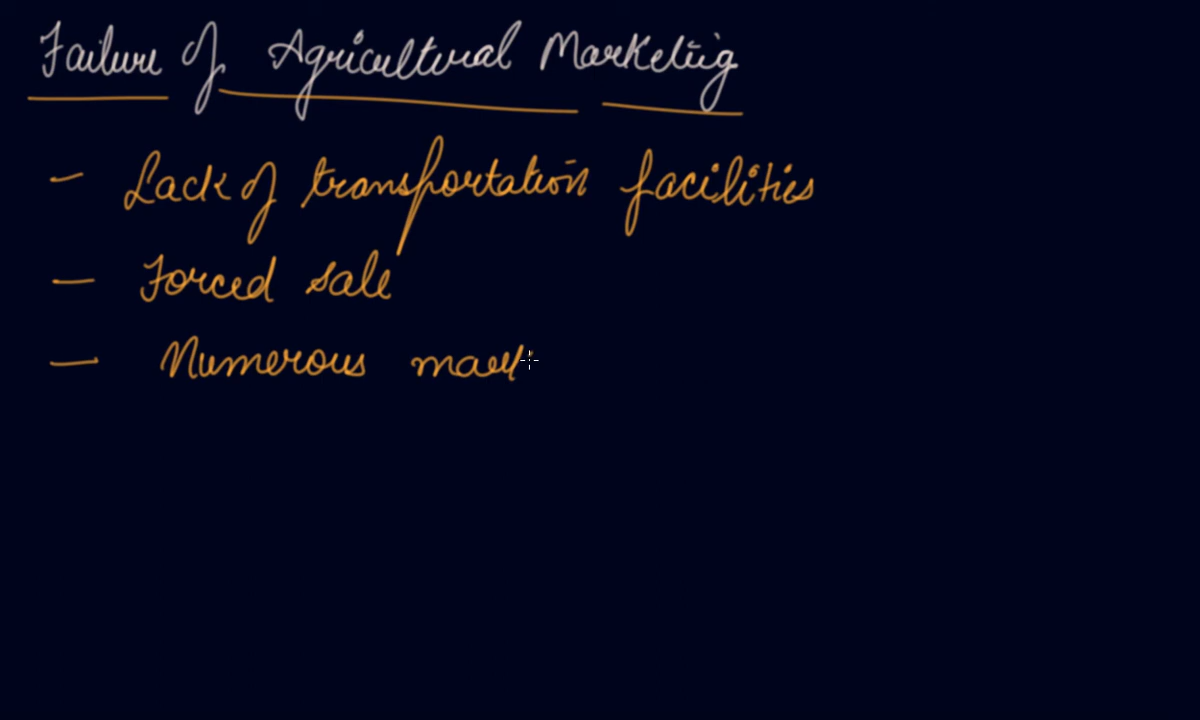 Failure of Agricultural Marketing
- Lack of transportation facilities
- Forced sale
- Numerous